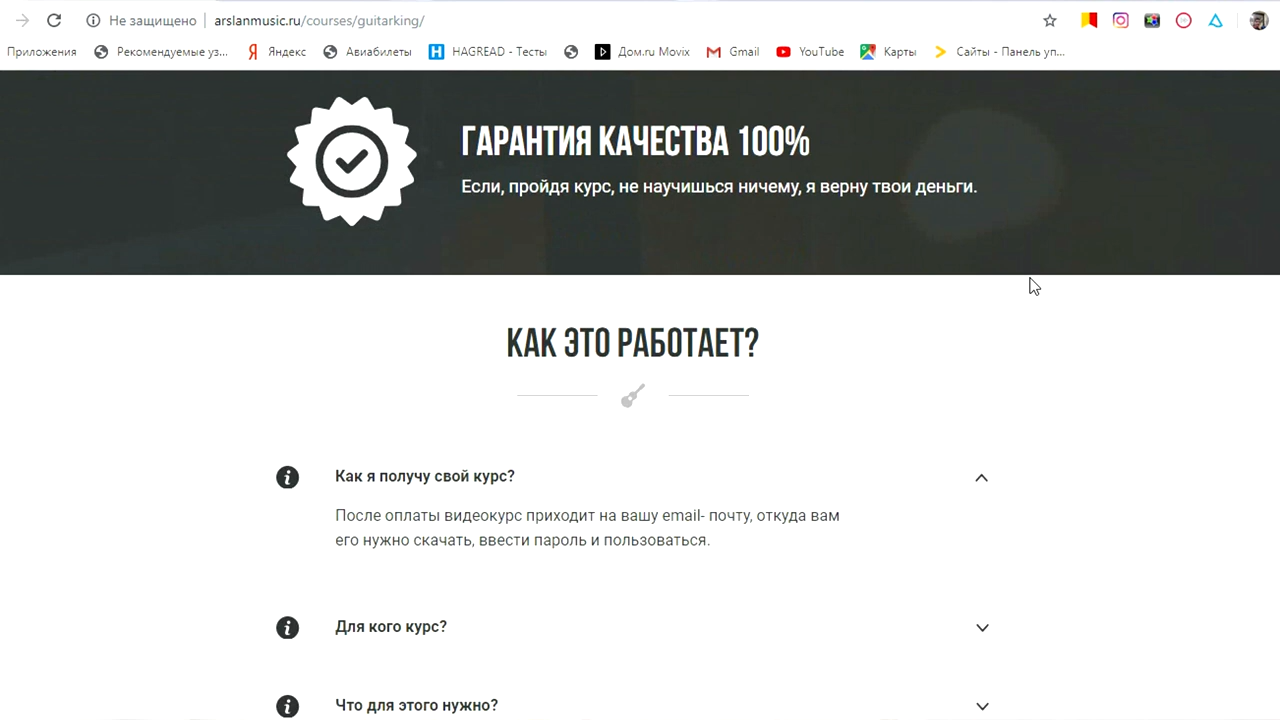 Не защищено arslanmusic.ru/courses/guitarking/
Приложения Рекомендуемые уз... Яндекс Авиабилеты HAGREAD - Тесты Дом.ru Movix Gmail YouTube Карты Сайты - Панель уп...
ГАРАНТИЯ КАЧЕСТВА 100%
Если, пройдя курс, не научишься ничему, я верну твои деньги.
КАК ЭТО РАБОТАЕТ?
Как я получу свой курс?
После оплаты видеокурс приходит на вашу email- почту, откуда вам
его нужно скачать, ввести пароль и пользоваться.
Для кого курс?
Что для этого нужно?